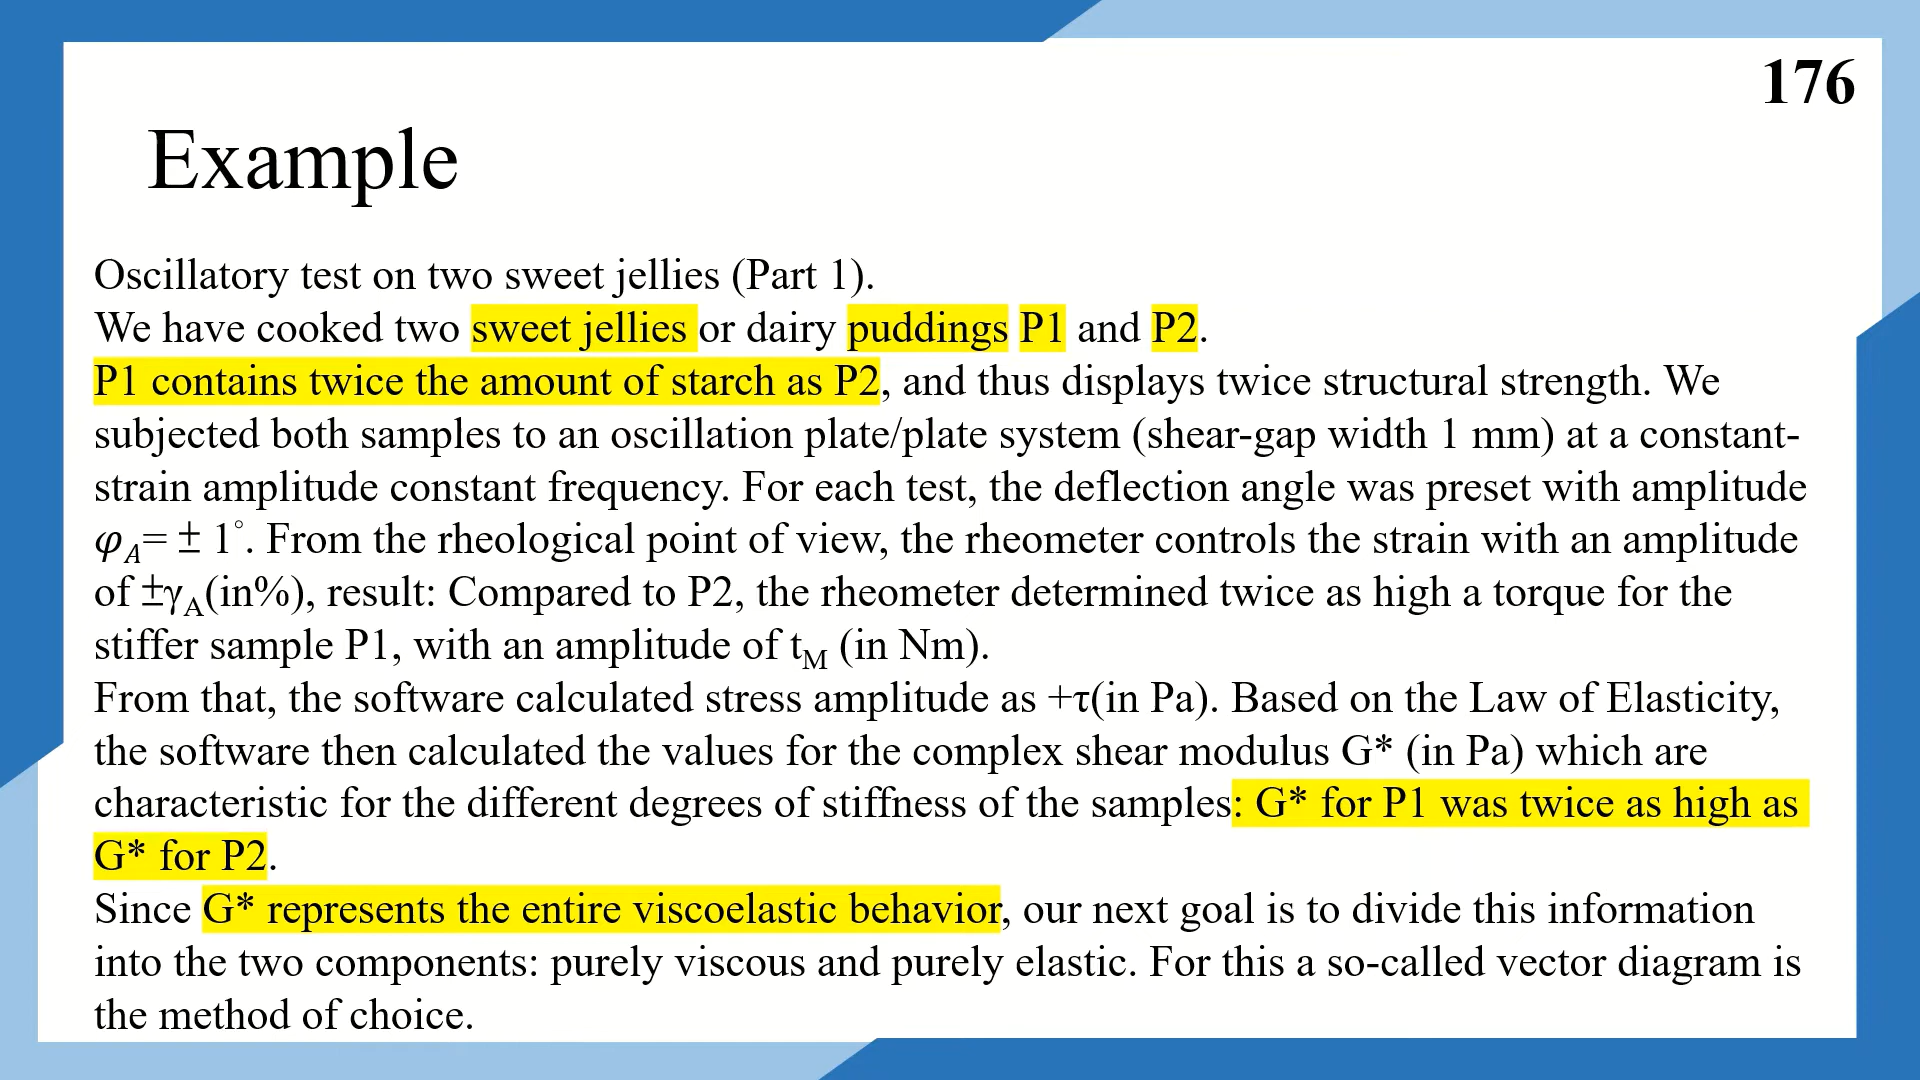 176
Example
Oscillatory test on two sweet jellies (Part 1).
We have cooked two sweet jellies or dairy puddings P1 and P2.
P1 contains twice the amount of starch as P2, and thus displays twice structural strength. We
subjected both samples to an oscillation plate/plate system (shear-gap width 1 mm) at a constant-
strain amplitude constant frequency. For each test, the deflection angle was preset with amplitude
𝜑A= ± 1°. From the rheological point of view, the rheometer controls the strain with an amplitude
of ±γA(in%), result: Compared to P2, the rheometer determined twice as high a torque for the
stiffer sample P1, with an amplitude of tM (in Nm).
From that, the software calculated stress amplitude as +τ(in Pa). Based on the Law of Elasticity,
the software then calculated the values for the complex shear modulus G* (in Pa) which are
characteristic for the different degrees of stiffness of the samples: G* for P1 was twice as high as
G* for P2.
Since G* represents the entire viscoelastic behavior, our next goal is to divide this information
into the two components: purely viscous and purely elastic. For this a so-called vector diagram is
the method of choice.